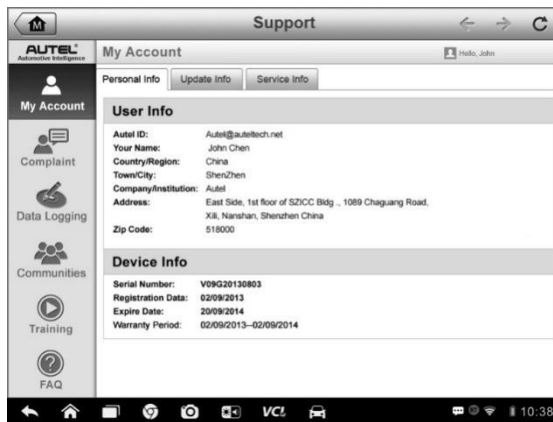 M
Support
AUTEL
Automotive Intelligence
My Account
Hello, John
Personal Info
Update Info
Service Info
My Account
Complaint
Data Logging
Communities
Training
FAQ
User Info
Autel ID: Autel@auteltech.net
Your Name: John Chen
Country/Region: China
Town/City: ShenZhen
Company/Institution: Autel
Address: East Side, 1st floor of SZICC Bldg ., 1089 Chaguang Road,
Xili, Nanshan, Shenzhen China
Zip Code: 518000
Device Info
Serial Number: V09G20130803
Registration Data: 02/09/2013
Expire Date: 20/09/2014
Warranty Period: 02/09/2013--02/09/2014
VCI
10:38